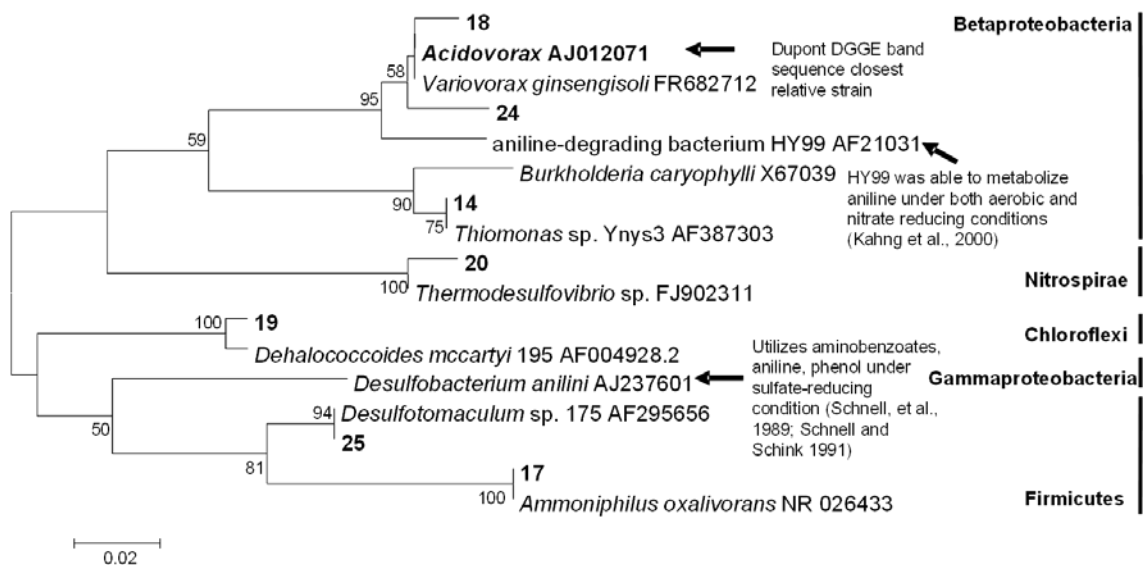 18
Betaproteobacteria
Acidovorax AJ012071
Dupont DGGE band
sequence closest
relative strain
58
Variovorax ginsengisoli FR682712
95
24
59
aniline-degrading bacterium HY99 AF21031
Burkholderia caryophylli X67039
HY99 was able to metabolize
aniline under both aerobic and
nitrate reducing conditions
(Kahng et al., 2000)
90
14
75
Thiomonas sp. Ynys3 AF387303
20
Nitrospirae
100
Thermodesulfovibrio sp. FJ902311
100
19
Chloroflexi
Dehalococcoides mccartyi 195 AF004928.2
Utilizes aminobenzoates,
aniline, phenol under
sulfate-reducing
condition (Schnell, et al.,
1989; Schnell and
Schink 1991)
Desulfobacterium anilini AJ237601
Gammaproteobacteria
94
Desulfotomaculum sp. 175 AF295656
50
25
81
17
100
Ammoniphilus oxalivorans NR 026433
Firmicutes
0.02